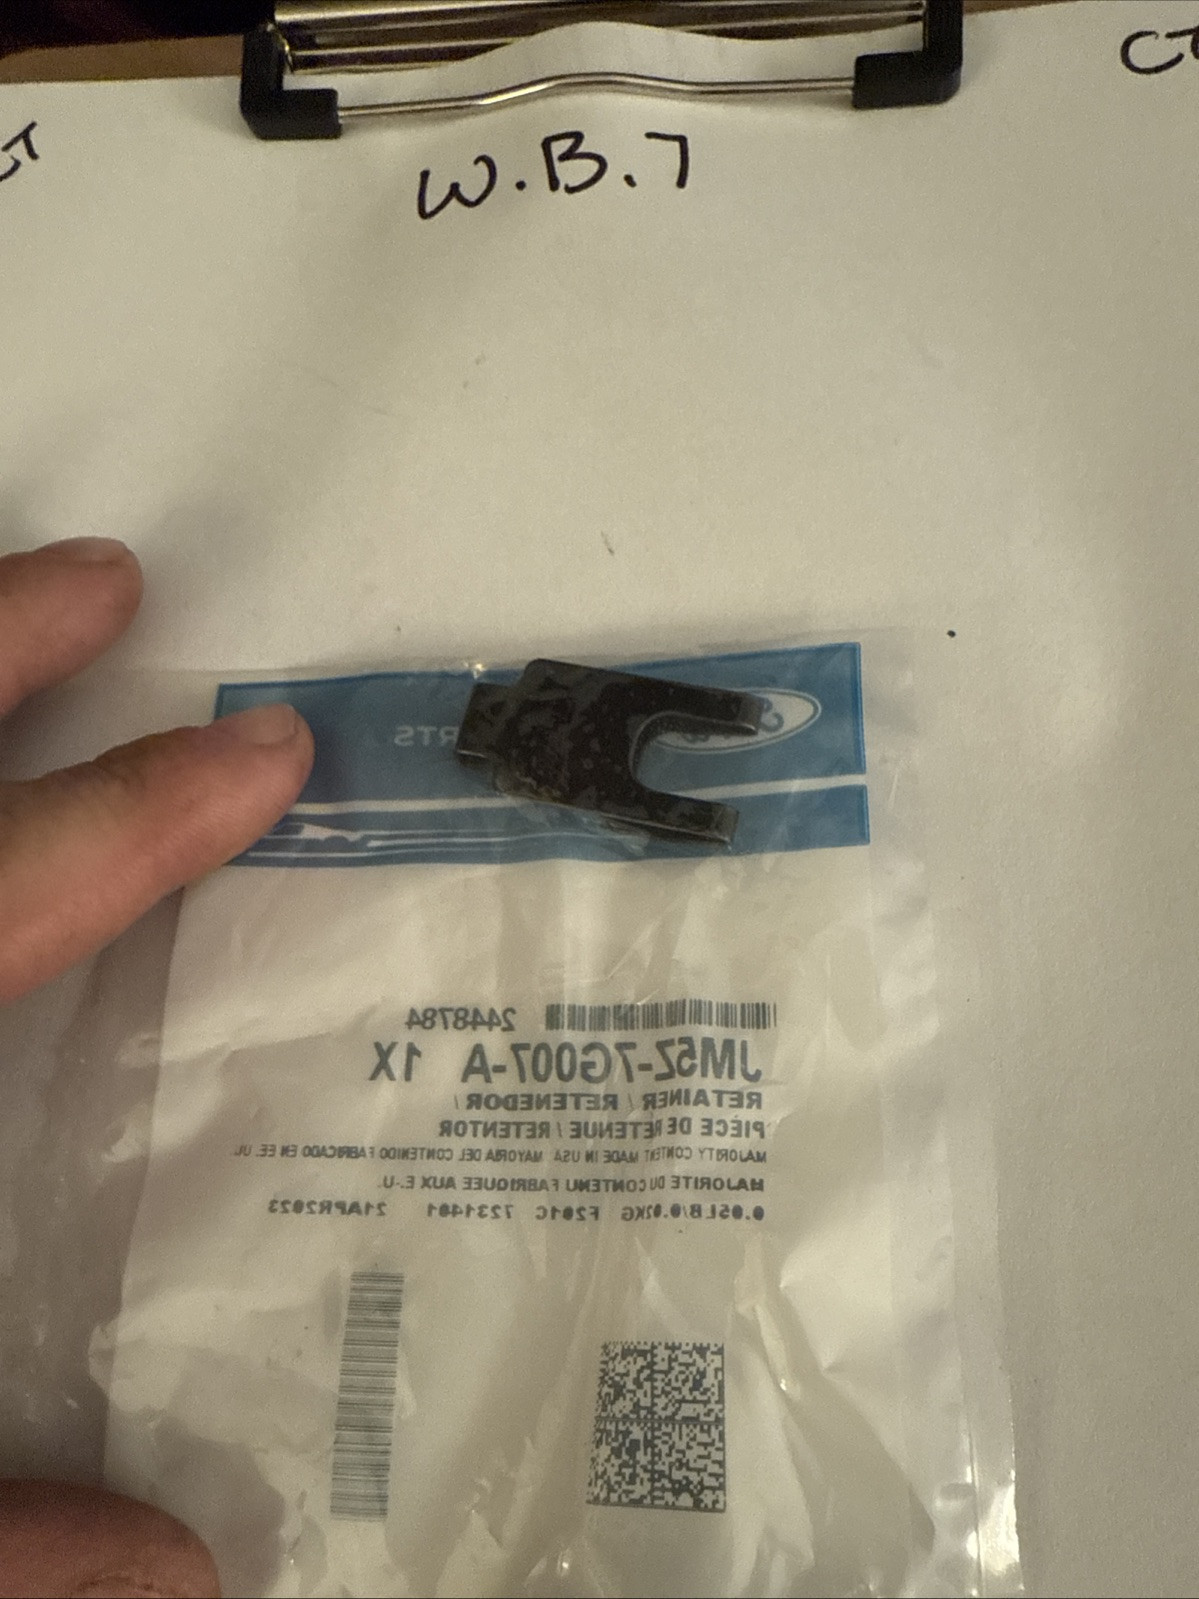 CT
W.B.7
2448784
JM5Z-7G007-A 1X
RETAINER / RETENEDOR /
PIÈCE DE RETENUE / RETENTOR
MAJORITY CONTENT MADE IN USA MAYORIA DEL CONTENIDO FABRICADO EN EE. UU.
MAJORITE DU CONTENU FABRIQUEE AUX E.-U.
0.05LB/0.02KG F201C 7231401 21APR2023